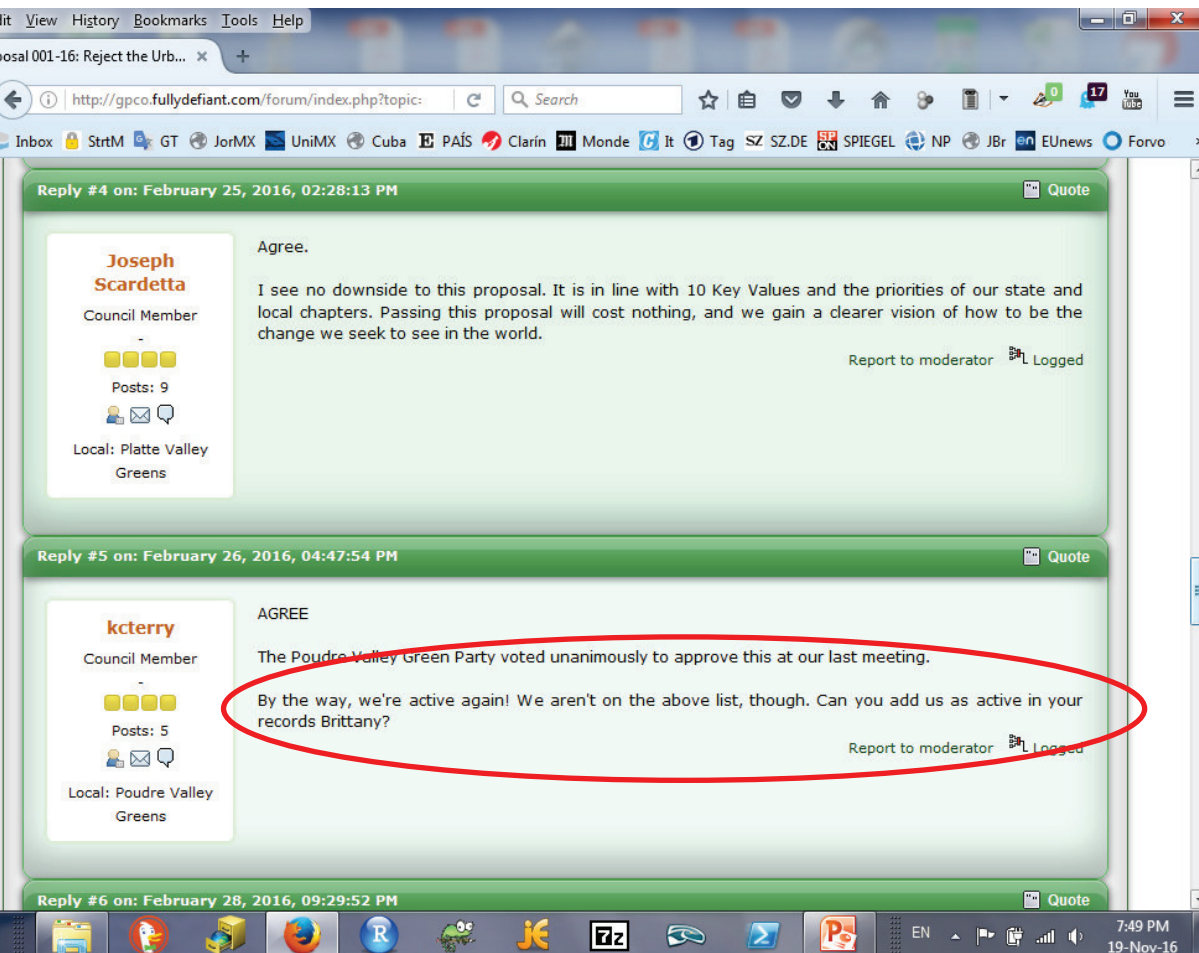 View History Bookmarks Tools Help
posal 001-16: Reject the Urb... × +
http://gpco.fullydefiant.com/forum/index.php?topic:
Search
0
17
You Tube
Inbox StrtM GT JorMX UniMX Cuba E PAÍS Clarín M Monde It Tag SZ SZ.DE SPIEGEL NP JBr en EUnews Forvo
Reply #4 on: February 25, 2016, 02:28:13 PM
Quote
Joseph
Scardetta
Council Member
-
Posts: 9
Local: Platte Valley
Greens
Agree.
I see no downside to this proposal. It is in line with 10 Key Values and the priorities of our state and
local chapters. Passing this proposal will cost nothing, and we gain a clearer vision of how to be the
change we seek to see in the world.
Report to moderator Logged
Reply #5 on: February 26, 2016, 04:47:54 PM
Quote
kcterry
Council Member
-
Posts: 5
Local: Poudre Valley
Greens
AGREE
The Poudre Valley Green Party voted unanimously to approve this at our last meeting.
By the way, we're active again! We aren't on the above list, though. Can you add us as active in your
records Brittany?
Report to moderator Logged
Reply #6 on: February 28, 2016, 09:29:52 PM
Quote
R
jE
7z
EN
7:49 PM
19-Nov-16